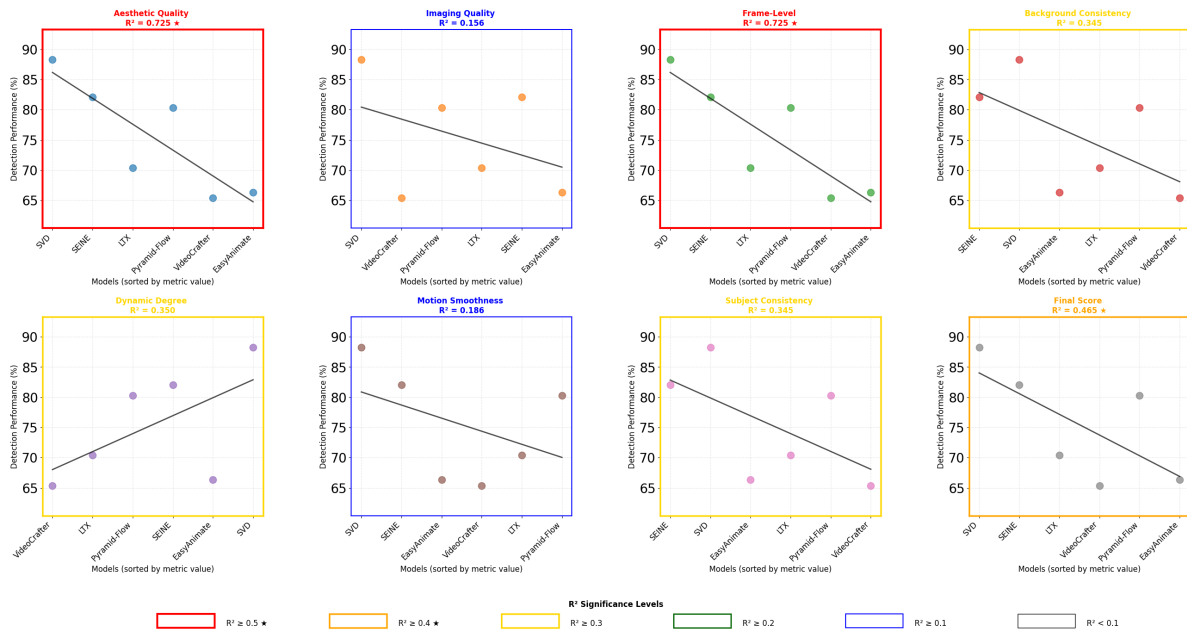 Aesthetic Quality
R² = 0.725 ★
Detection Performance (%)
90
85
80
75
70
65
SVD
SEINE
LTX
Pyramid-Flow
VideoCrafter
EasyAnimate
Models (sorted by metric value)
Imaging Quality
R² = 0.156
Detection Performance (%)
90
85
80
75
70
65
SVD
VideoCrafter
Pyramid-Flow
LTX
SEINE
EasyAnimate
Models (sorted by metric value)
Frame-Level
R² = 0.725 ★
Detection Performance (%)
90
85
80
75
70
65
SVD
SEINE
LTX
Pyramid-Flow
VideoCrafter
EasyAnimate
Models (sorted by metric value)
Background Consistency
R² = 0.345
Detection Performance (%)
90
85
80
75
70
65
SEINE
SVD
EasyAnimate
LTX
Pyramid-Flow
VideoCrafter
Models (sorted by metric value)
Dynamic Degree
R² = 0.350
Detection Performance (%)
90
85
80
75
70
65
VideoCrafter
LTX
Pyramid-Flow
SEINE
EasyAnimate
SVD
Models (sorted by metric value)
Motion Smoothness
R² = 0.186
Detection Performance (%)
90
85
80
75
70
65
SVD
SEINE
EasyAnimate
VideoCrafter
LTX
Pyramid-Flow
Models (sorted by metric value)
Subject Consistency
R² = 0.345
Detection Performance (%)
90
85
80
75
70
65
SEINE
SVD
EasyAnimate
LTX
Pyramid-Flow
VideoCrafter
Models (sorted by metric value)
Final Score
R² = 0.465 ★
Detection Performance (%)
90
85
80
75
70
65
SVD
SEINE
LTX
VideoCrafter
Pyramid-Flow
EasyAnimate
Models (sorted by metric value)
R² Significance Levels
R² ≥ 0.5 ★
R² ≥ 0.4 ★
R² ≥ 0.3
R² ≥ 0.2
R² ≥ 0.1
R² < 0.1